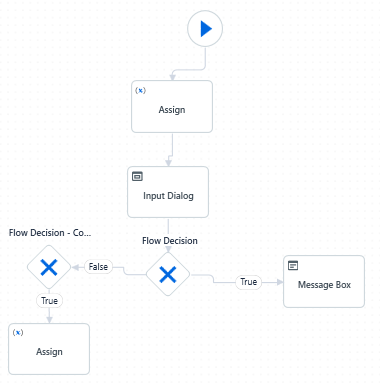 (x)
Assign
Input Dialog
Flow Decision - Co...
Flow Decision
False
True
Message Box
True
(x)
Assign